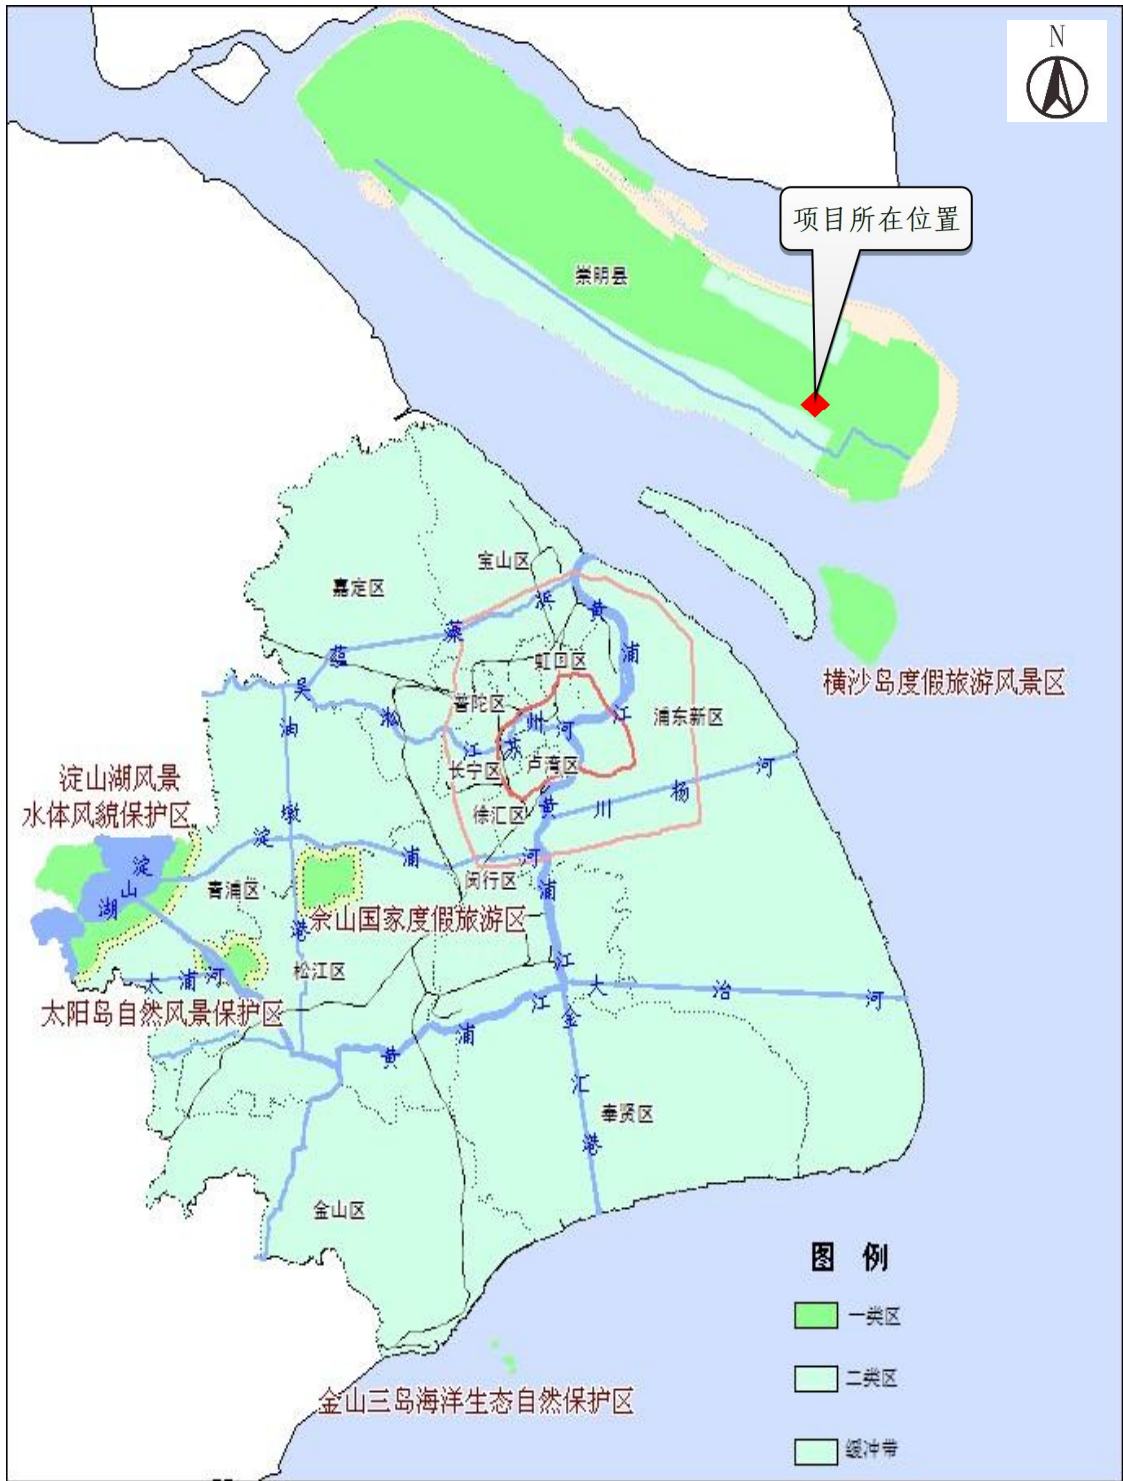 N
项目所在位置
崇明县
宝山区
嘉定区
浜
黄
蕰
藻
浦
虹口区
横沙岛度假旅游风景区
吴
普陀区
淞
州
河
江
浦东新区
油
江
苏
长宁区
卢湾区
河
淀山湖风景
水体风貌保护区
杨
墩
徐汇区
黄
川
淀
浦
河
淀
山
湖
青浦区
闵行区
浦
佘山国家度假旅游区
港
松江区
江
太
浦
河
大
治
河
太阳岛自然风景保护区
江
金
浦
黄
汇
奉贤区
港
金山区
图 例
一类区
二类区
缓冲带
金山三岛海洋生态自然保护区